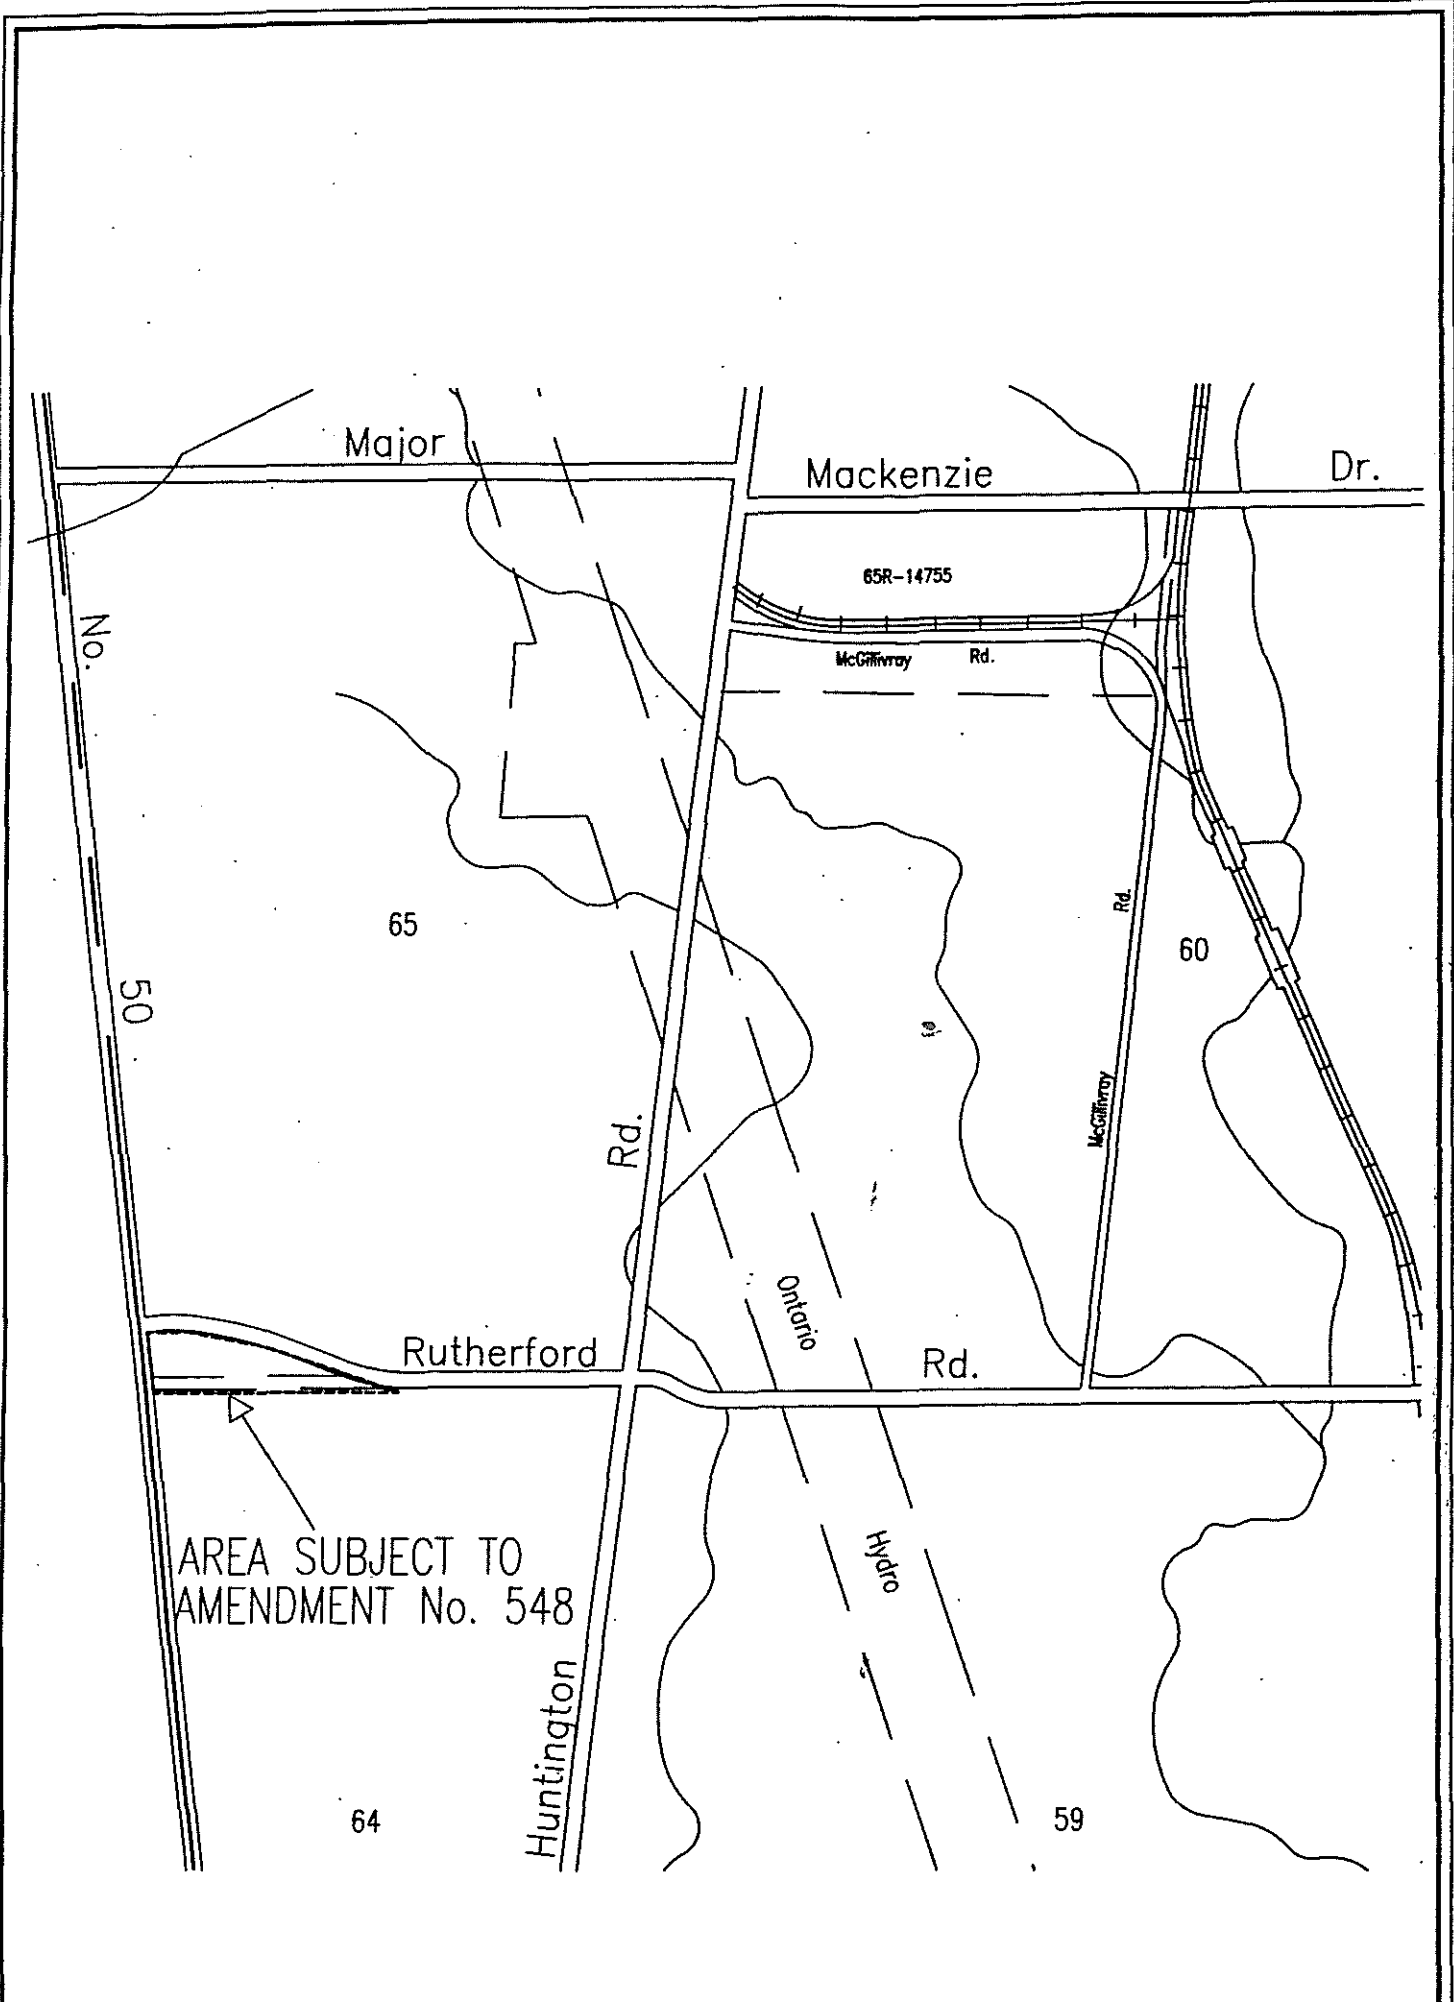 Major
Mackenzie
Dr.
65R-14755
McGillivray Rd.
No.
50
65
Rd.
60
McGillivray
Rd.
Ontario
Rutherford
Rd.
AREA SUBJECT TO
AMENDMENT No. 548
Hydro
Huntington
64
59